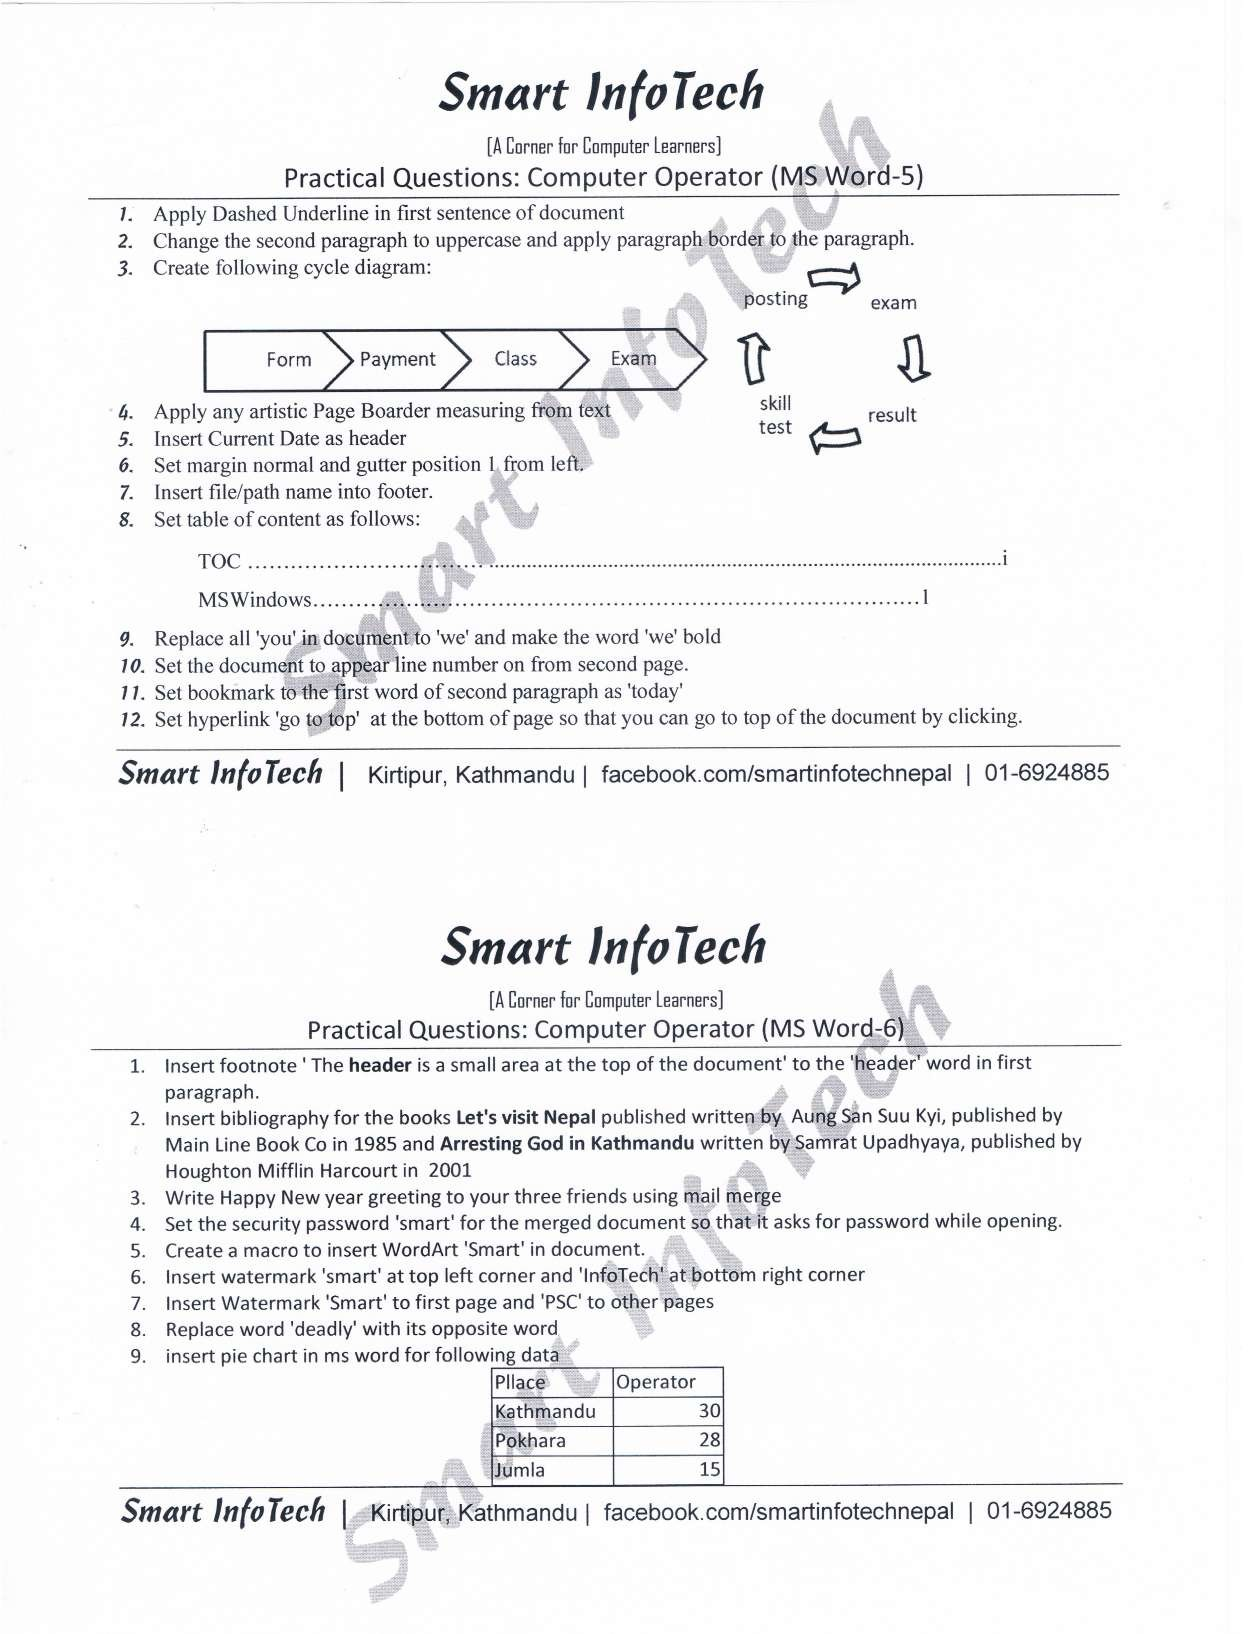 Smart InfoTech
[A Corner for Computer Learners]
Practical Questions: Computer Operator (MS Word-5)
1. Apply Dashed Underline in first sentence of document
2. Change the second paragraph to uppercase and apply paragraph border to the paragraph.
3. Create following cycle diagram:
posting exam
Form Payment Class Exam
skill
test
result
4. Apply any artistic Page Boarder measuring from text
5. Insert Current Date as header
6. Set margin normal and gutter position 1 from left.
7. Insert file/path name into footer.
8. Set table of content as follows:
TOC ........................................................................................................i
MSWindows....................................................................................1
9. Replace all 'you' in document to 'we' and make the word 'we' bold
10. Set the document to appear line number on from second page.
11. Set bookmark to the first word of second paragraph as 'today'
12. Set hyperlink 'go to top' at the bottom of page so that you can go to top of the document by clicking.
Smart InfoTech | Kirtipur, Kathmandu | facebook.com/smartinfotechnepal | 01-6924885
Smart InfoTech
Smart InfoTech
[A Corner for Computer Learners]
Practical Questions: Computer Operator (MS Word-6)
1. Insert footnote ' The header is a small area at the top of the document' to the 'header' word in first
paragraph.
2. Insert bibliography for the books Let's visit Nepal published written by Aung San Suu Kyi, published by
Main Line Book Co in 1985 and Arresting God in Kathmandu written by Samrat Upadhyaya, published by
Houghton Mifflin Harcourt in 2001
3. Write Happy New year greeting to your three friends using mail merge
4. Set the security password 'smart' for the merged document so that it asks for password while opening.
5. Create a macro to insert WordArt 'Smart' in document.
6. Insert watermark 'smart' at top left corner and 'InfoTech' at bottom right corner
7. Insert Watermark 'Smart' to first page and 'PSC' to other pages
8. Replace word 'deadly' with its opposite word
9. insert pie chart in ms word for following data
Pllace Operator
Kathmandu 30
Pokhara 28
Jumla 15
Smart InfoTech | Kirtipur, Kathmandu | facebook.com/smartinfotechnepal | 01-6924885
Smart InfoTech